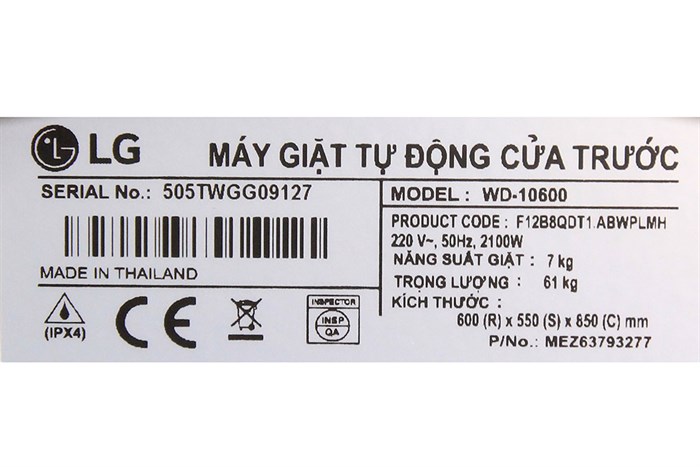 LG MÁY GIẶT TỰ ĐỘNG CỬA TRƯỚC
SERIAL No.: 505TWGG09127
MADE IN THAILAND
(IPX4)
CE
INSPECTOR
INSP
QA
MODEL : WD-10600
PRODUCT CODE : F12B8QDT1.ABWPLMH
220 V~, 50Hz, 2100W
NĂNG SUẤT GIẶT : 7 kg
TRỌNG LƯỢNG : 61 kg
KÍCH THƯỚC :
600 (R) x 550 (S) x 850 (C) mm
P/No.: MEZ63793277